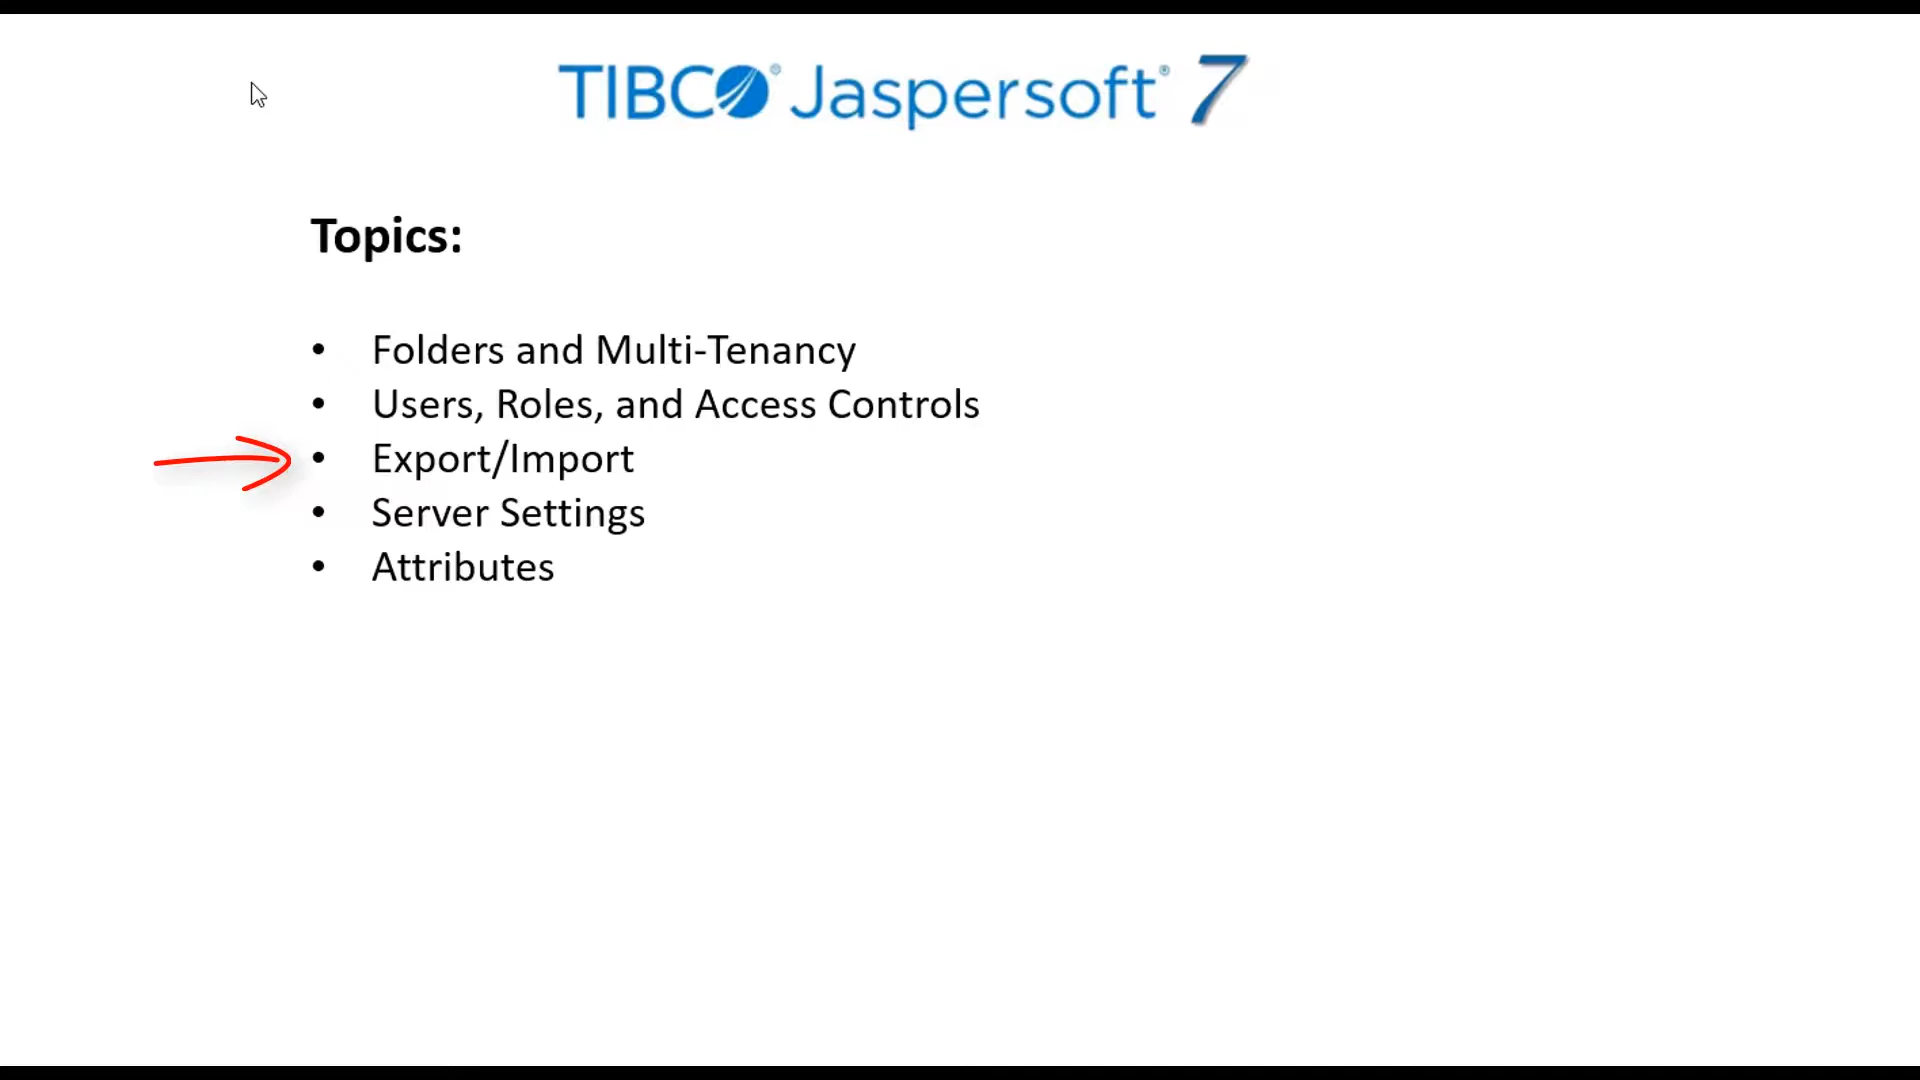 TIBCO® Jaspersoft® 7
Topics:
• Folders and Multi-Tenancy
• Users, Roles, and Access Controls
• Export/Import
• Server Settings
• Attributes